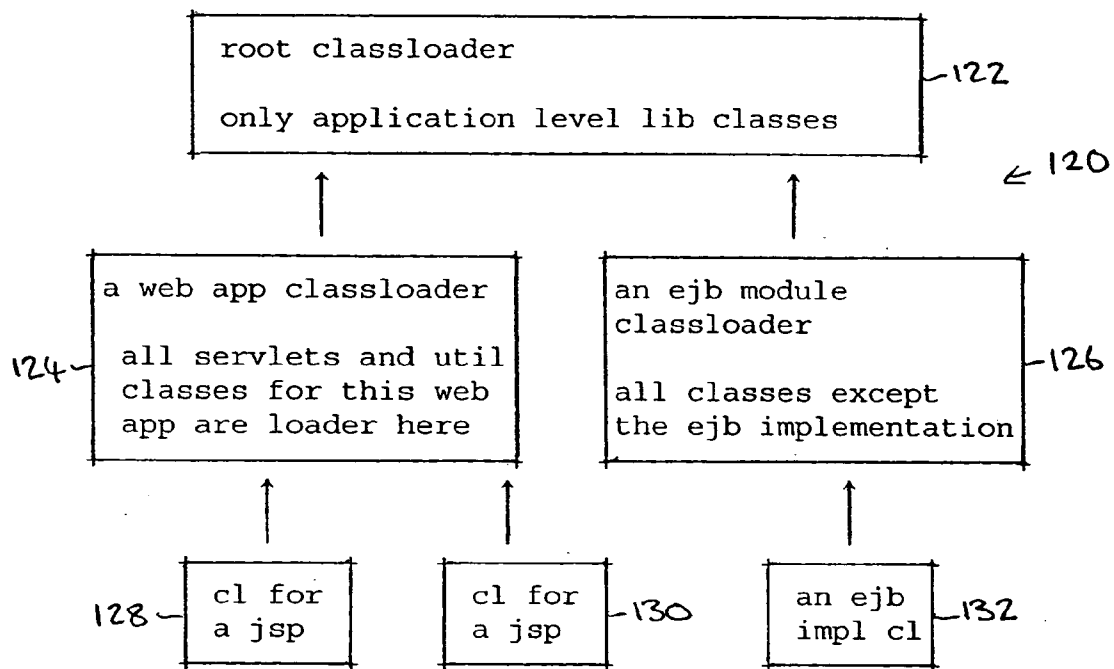 root classloader
only application level lib classes
122
120
a web app classloader
all servlets and util
classes for this web
app are loader here
124
an ejb module
classloader
all classes except
the ejb implementation
126
cl for
a jsp
128
cl for
a jsp
130
an ejb
impl cl
132